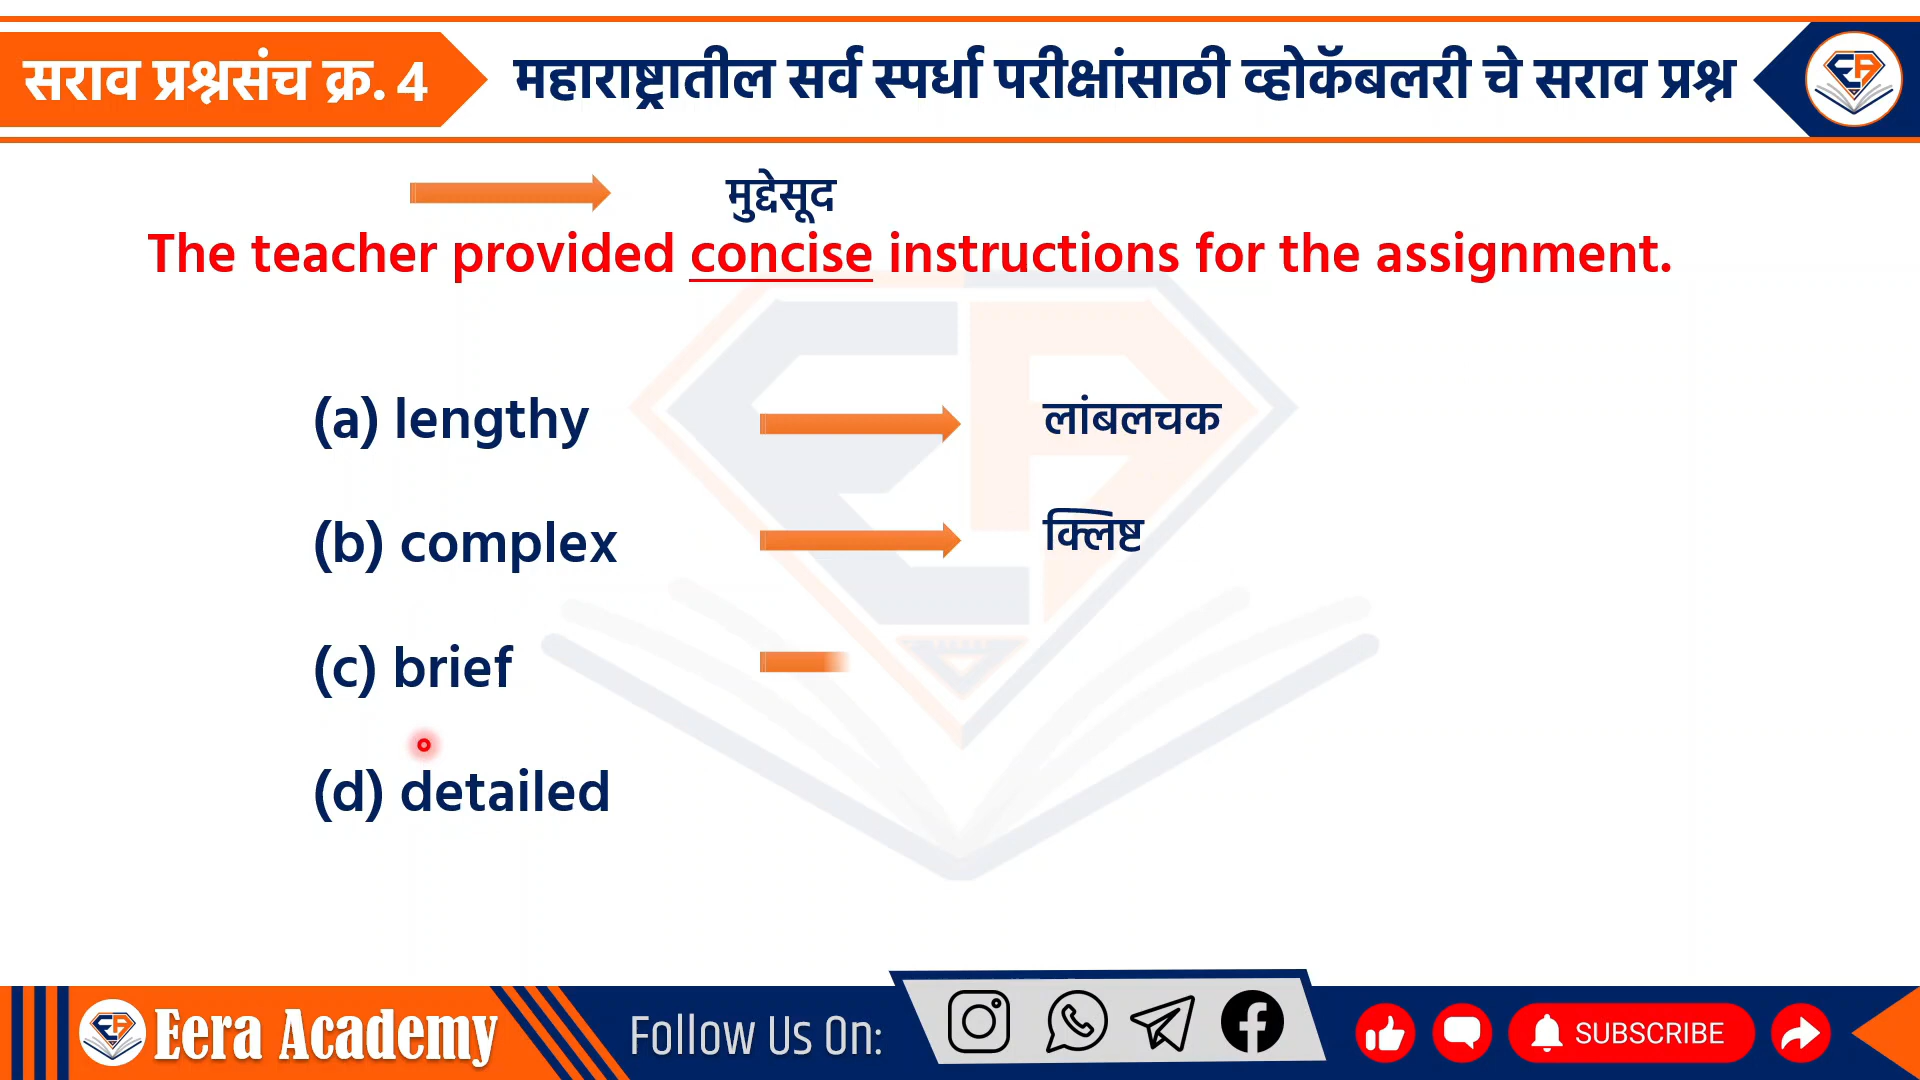 सराव प्रश्नसंच क्र. 4
महाराष्ट्रातील सर्व स्पर्धा परीक्षांसाठी व्होकॅबलरी चे सराव प्रश्न
मुद्देसूद
The teacher provided concise instructions for the assignment.
(a) lengthy
लांबलचक
(b) complex
क्लिष्ट
(c) brief
(d) detailed
Eera Academy
Follow Us On:
SUBSCRIBE